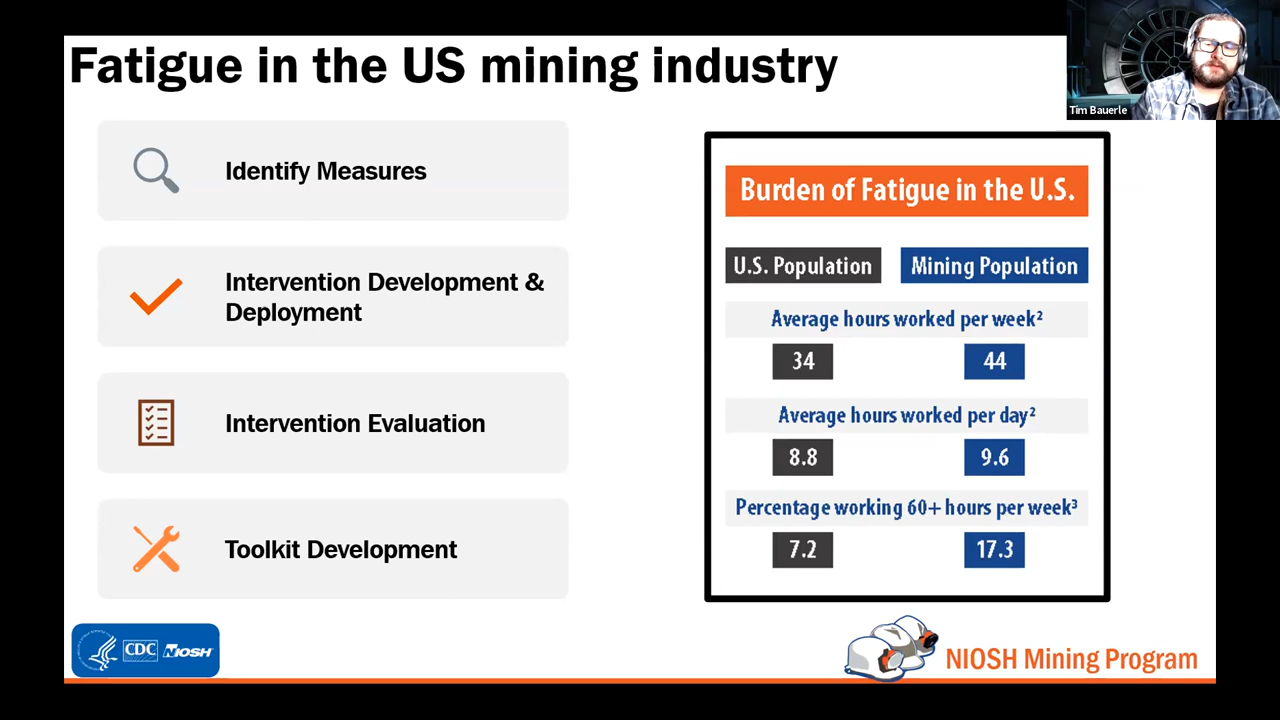 Fatigue in the US mining industry
Tim Bauerle
Identify Measures
Intervention Development &
Deployment
Intervention Evaluation
Toolkit Development
Burden of Fatigue in the U.S.
U.S. Population Mining Population
Average hours worked per week²
34 44
Average hours worked per day²
8.8 9.6
Percentage working 60+ hours per week³
7.2 17.3
CDC NIOSH
NIOSH Mining Program